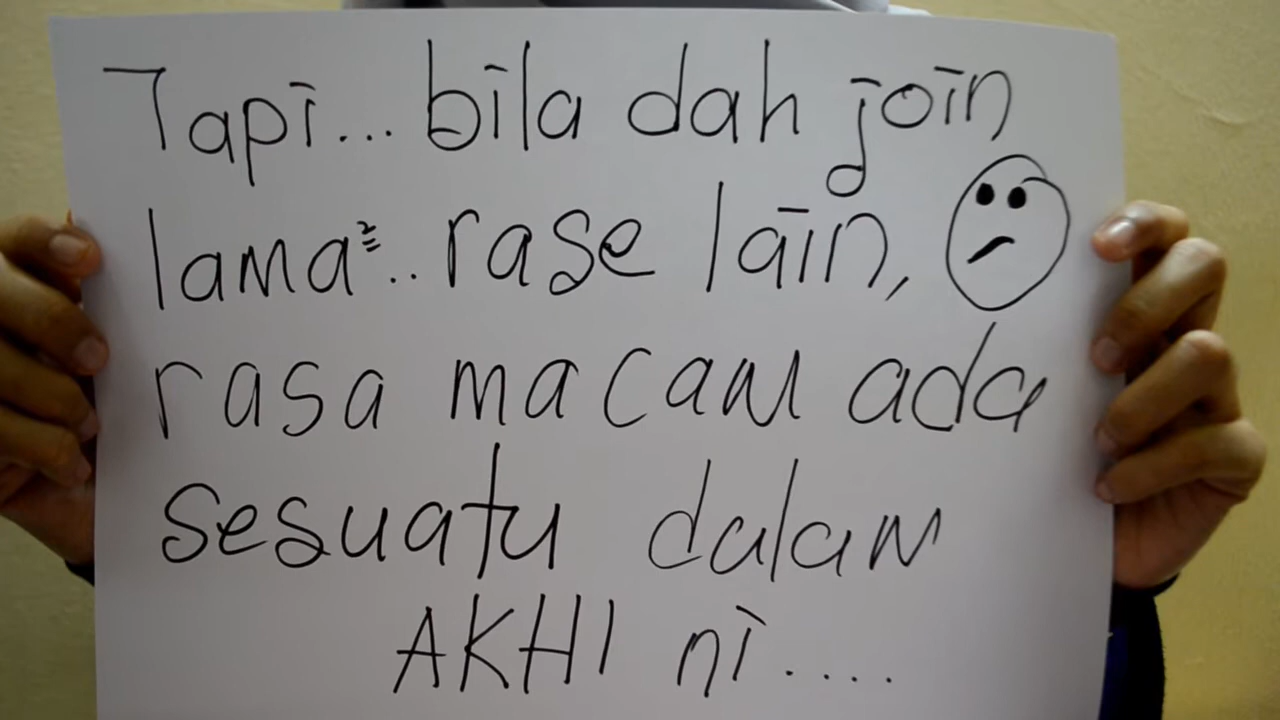 Tapi... bila dah join
lama².. rase lain,
rasa macam ada
sesuatu dalam
AKHI ni....